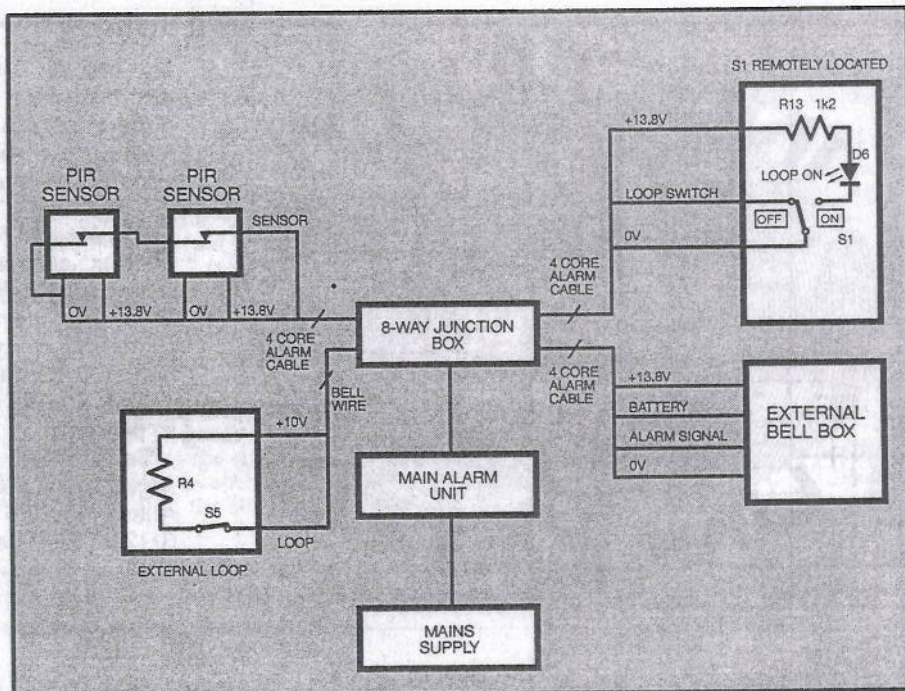 S1 REMOTELY LOCATED
R13 1k2
+13.8V
D6
LOOP ON
LOOP SWITCH
OFF
ON
S1
0V
PIR
SENSOR
PIR
SENSOR
SENSOR
0V
+13.8V
0V
+13.8V
4 CORE
ALARM
CABLE
4 CORE
ALARM
CABLE
8-WAY JUNCTION
BOX
BELL
WIRE
4 CORE
ALARM
CABLE
+13.8V
BATTERY
ALARM SIGNAL
0V
EXTERNAL
BELL BOX
+10V
R4
S5
LOOP
EXTERNAL LOOP
MAIN ALARM
UNIT
MAINS
SUPPLY